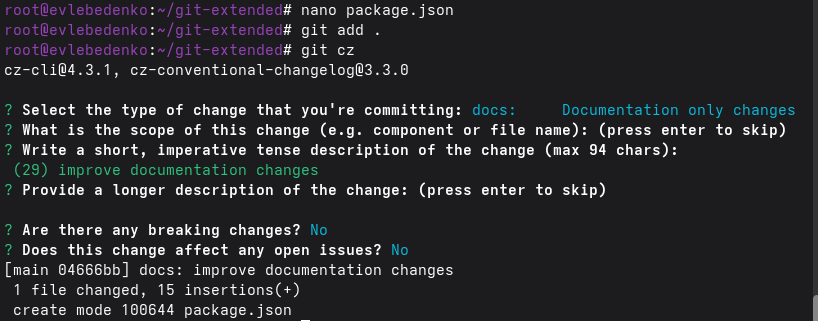 root@evlebedenko:~/git-extended# nano package.json
root@evlebedenko:~/git-extended# git add .
root@evlebedenko:~/git-extended# git cz
cz-cli@4.3.1, cz-conventional-changelog@3.3.0
? Select the type of change that you're committing: docs:     Documentation only changes
? What is the scope of this change (e.g. component or file name): (press enter to skip)
? Write a short, imperative tense description of the change (max 94 chars):
(29) improve documentation changes
? Provide a longer description of the change: (press enter to skip)
? Are there any breaking changes? No
? Does this change affect any open issues? No
[main 04666bb] docs: improve documentation changes
1 file changed, 15 insertions(+)
create mode 100644 package.json